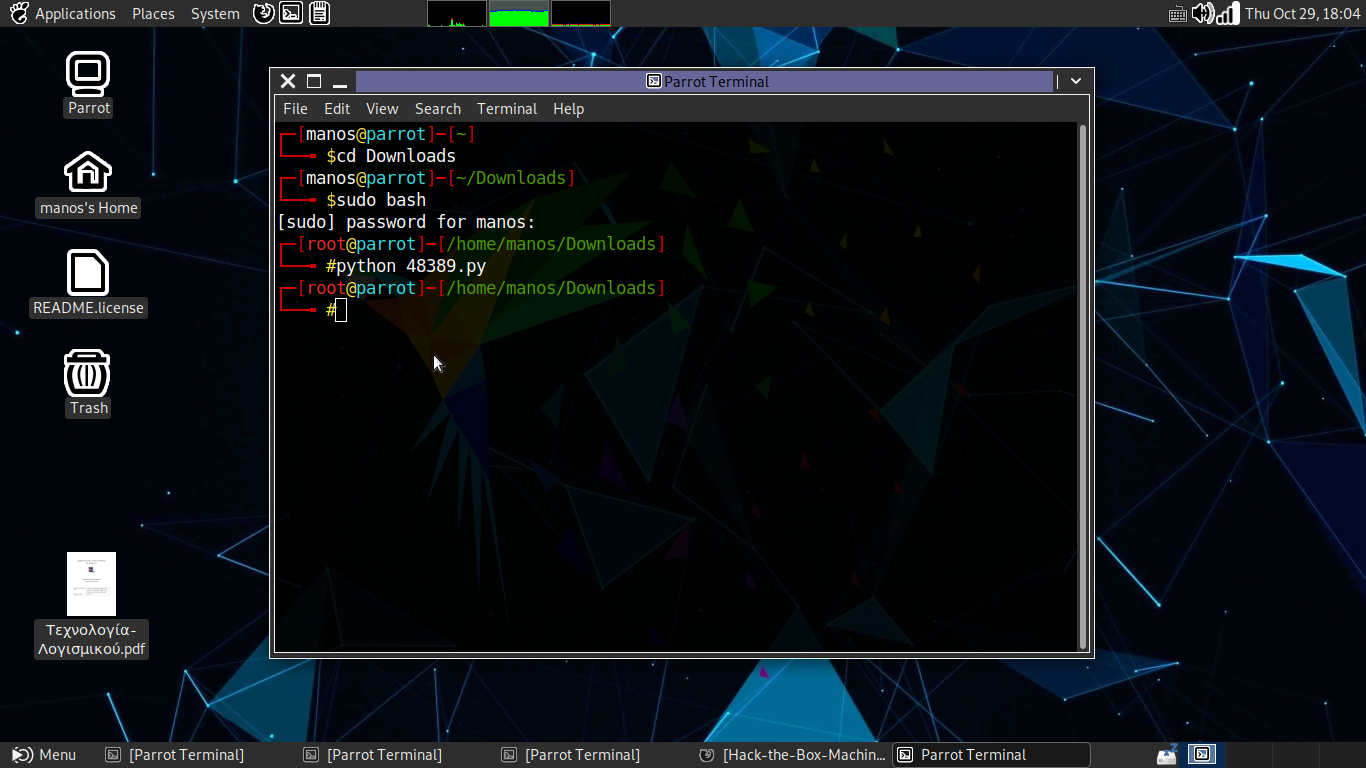 Applications Places System Thu Oct 29, 18:04
Parrot
manos's Home
README.license
Trash
Τεχνολογία-
Λογισμικού.pdf
Parrot Terminal
File Edit View Search Terminal Help
┌─[manos@parrot]─[~]
└──╼ $cd Downloads
┌─[manos@parrot]─[~/Downloads]
└──╼ $sudo bash
[sudo] password for manos:
┌─[root@parrot]─[/home/manos/Downloads]
└──╼ #python 48389.py
┌─[root@parrot]─[/home/manos/Downloads]
└──╼ #
Menu [Parrot Terminal] [Parrot Terminal] [Parrot Terminal] [Hack-the-Box-Machin... Parrot Terminal